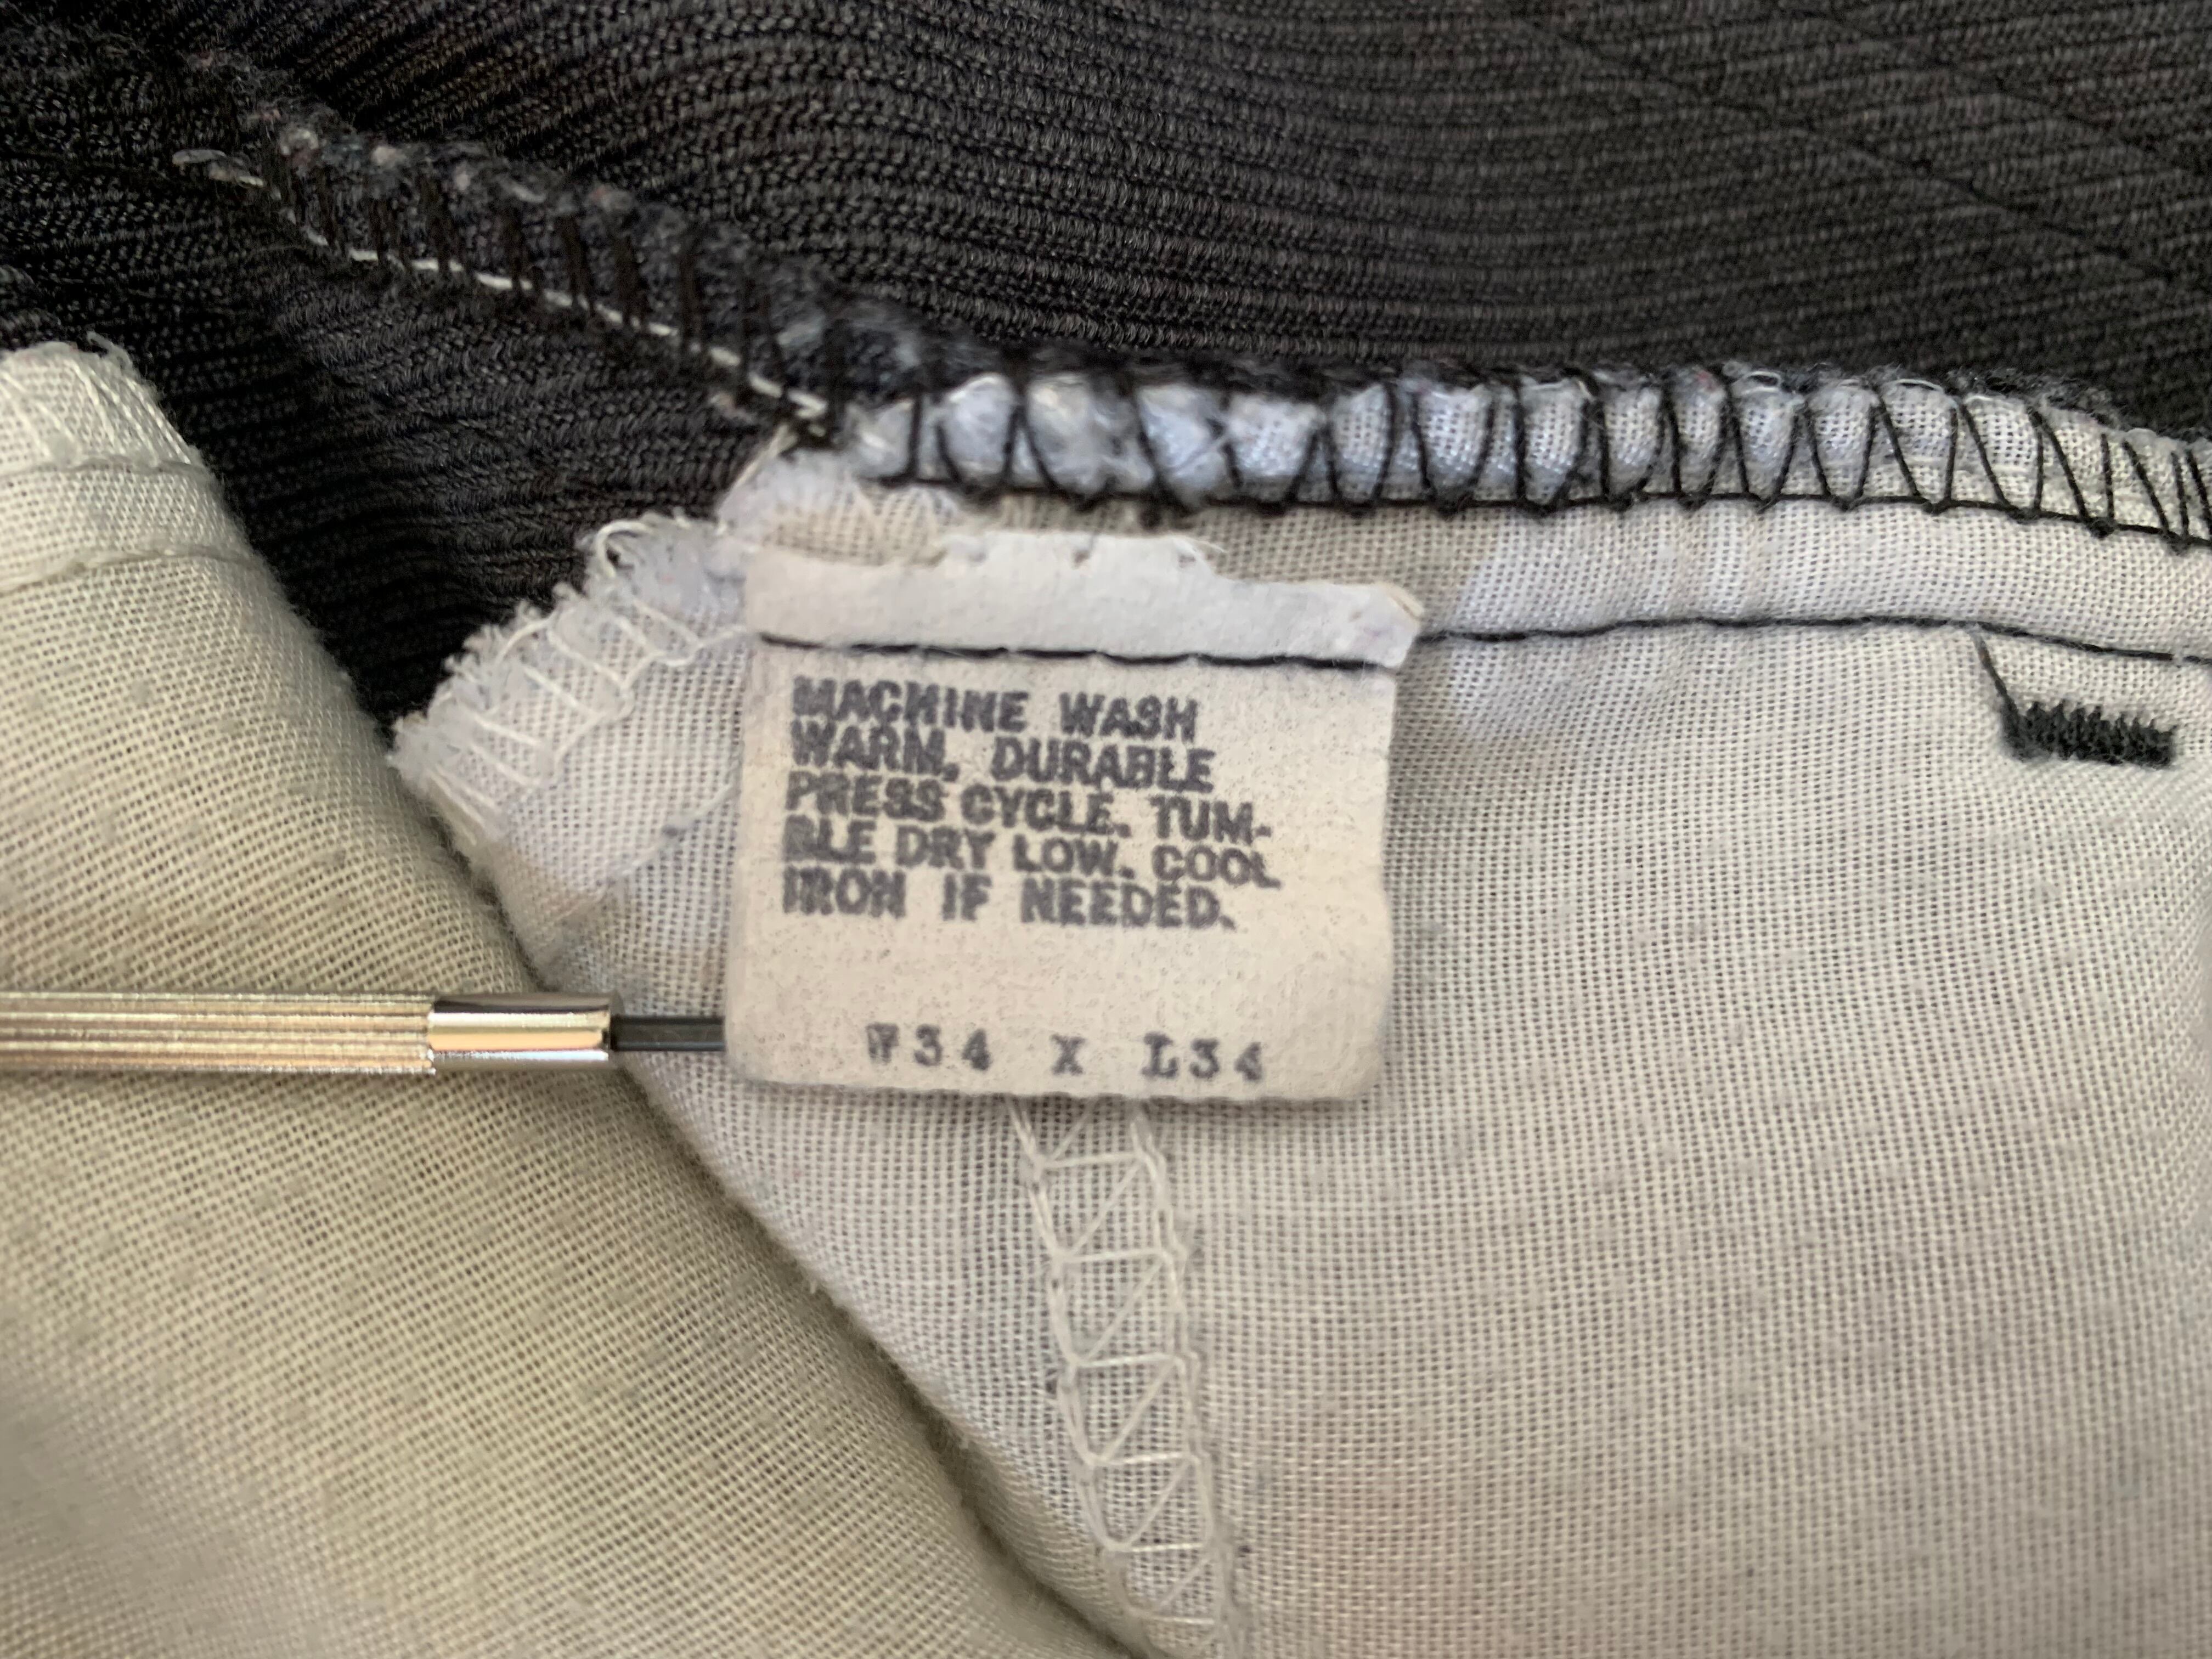 MACHINE WASH
WARM, DURABLE
PRESS CYCLE. TUM-
BLE DRY LOW. COOL
IRON IF NEEDED.
W34 X L34